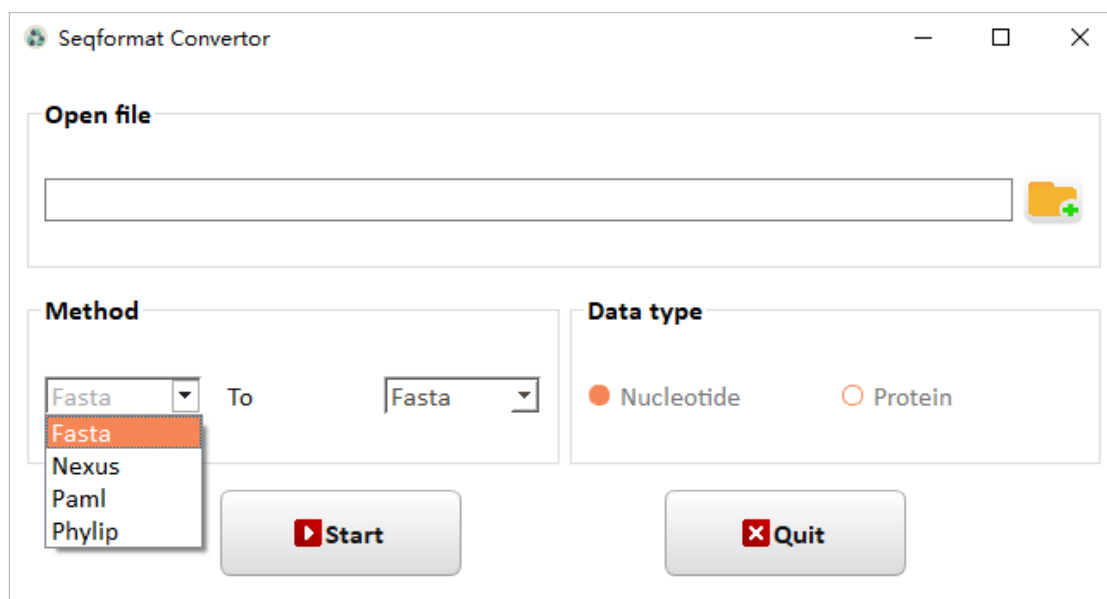 Seqformat Convertor
Open file
Method
Data type
Fasta To Fasta
Nucleotide Protein
Fasta
Nexus
Paml
Phylip
Start
Quit